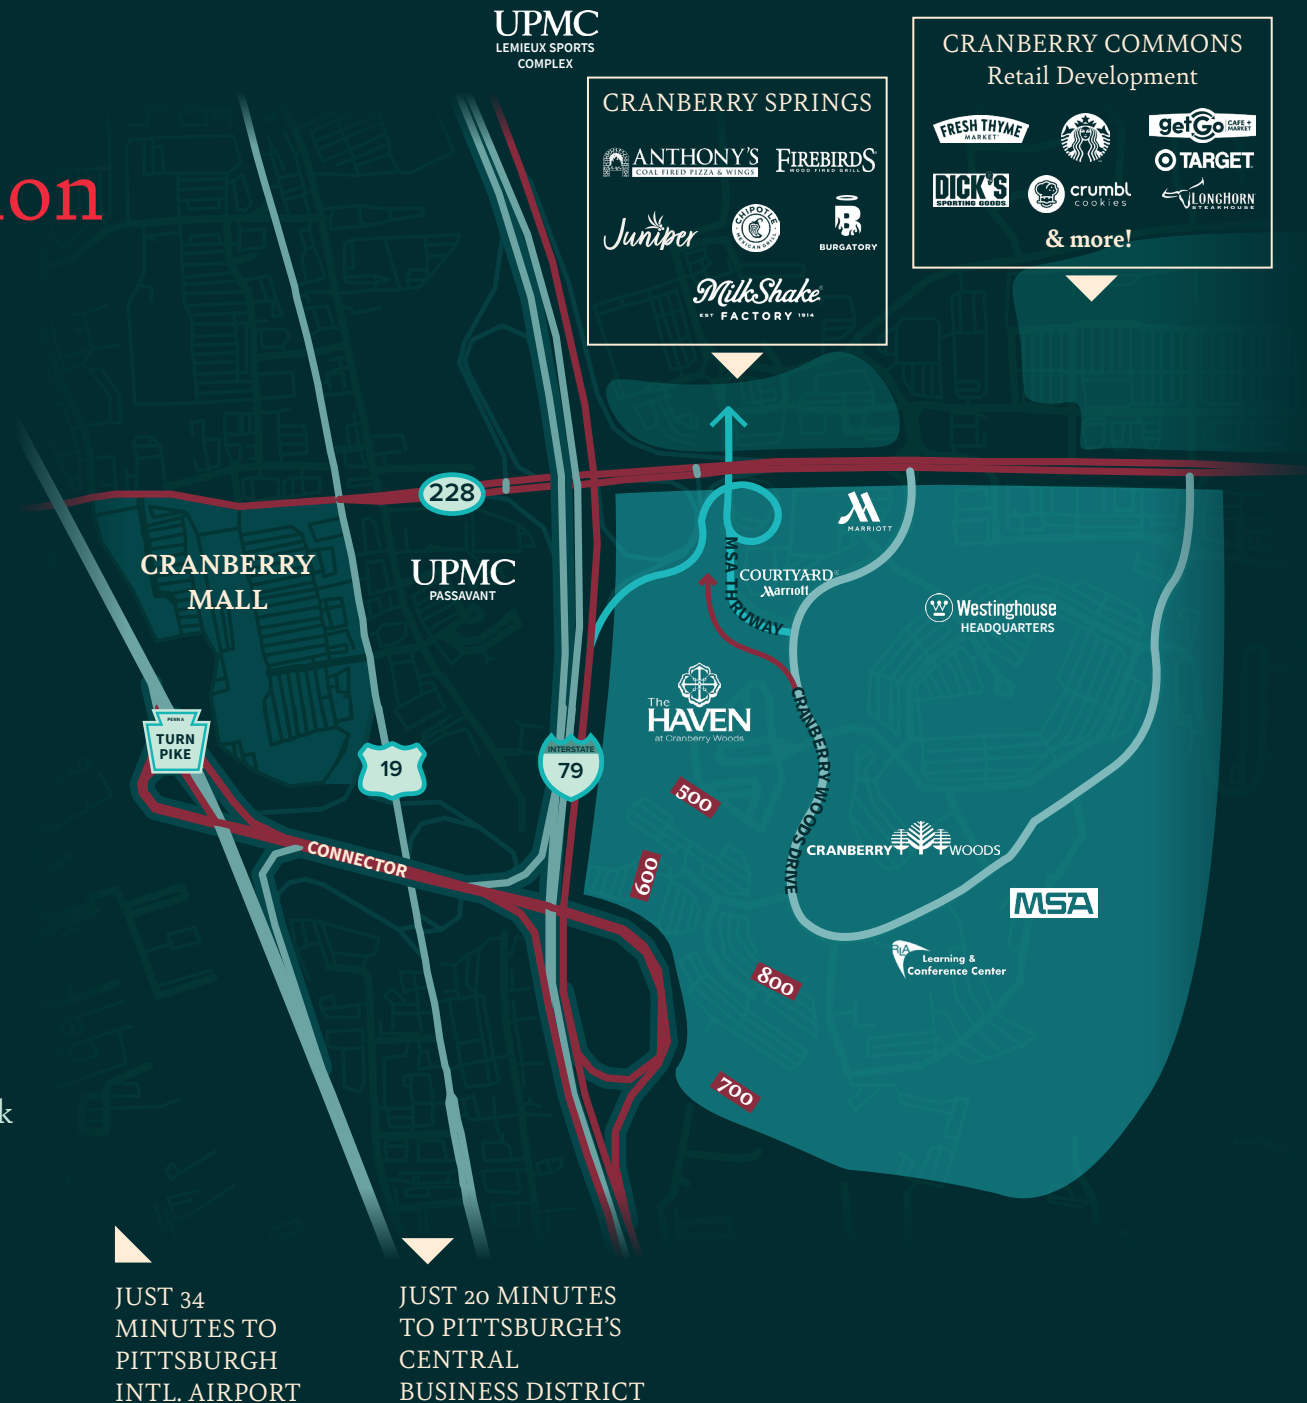 UPMC
LEMIEUX SPORTS
COMPLEX
CRANBERRY COMMONS
Retail Development
FRESH THYME
MARKET
getGo CAFE + MARKET
TARGET
DICK'S
SPORTING GOODS
crumbl
cookies
LONGHORN
STEAKHOUSE
& more!
CRANBERRY SPRINGS
ANTHONY'S
COAL FIRED PIZZA & WINGS
FIREBIRDS
WOOD FIRED GRILL
Juniper
CHIPOTLE
MEXICAN GRILL
BURGATORY
MilkShake
EST FACTORY 1914
on
228
MARRIOTT
CRANBERRY
MALL
UPMC
PASSAVANT
MSA THRUWAY
COURTYARD
Marriott
Westinghouse
HEADQUARTERS
The
HAVEN
at Cranberry Woods
CRANBERRY WOODS DRIVE
PENNA
TURN
PIKE
19
INTERSTATE
79
500
CONNECTOR
600
CRANBERRY WOODS
MSA
RLA
Learning &
Conference Center
800
700
k
JUST 34
MINUTES TO
PITTSBURGH
INTL. AIRPORT
JUST 20 MINUTES
TO PITTSBURGH'S
CENTRAL
BUSINESS DISTRICT